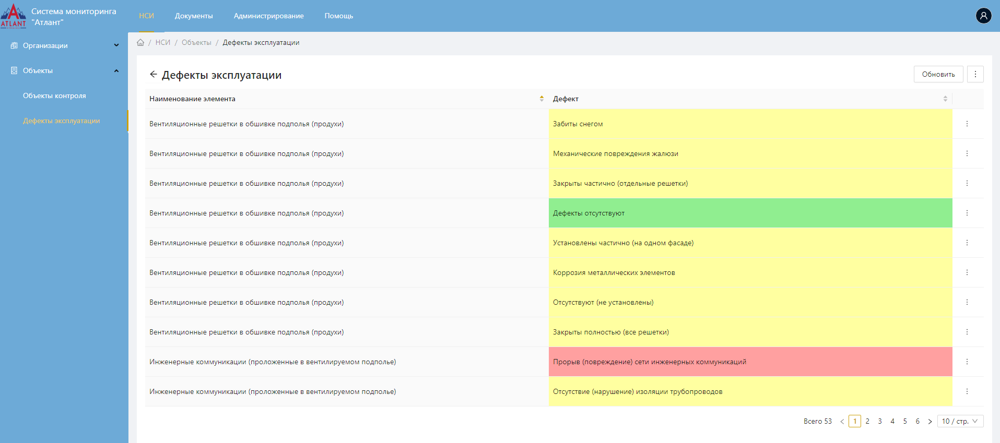 ATLANT
Система мониторинга
"Атлант"
НСИ
Документы
Администрирование
Помощь
Организации
Объекты
Объекты контроля
Дефекты эксплуатации
/ НСИ / Объекты / Дефекты эксплуатации
Дефекты эксплуатации
Обновить
Наименование элемента
Дефект
Вентиляционные решетки в обшивке подполья (продухи)
Забиты снегом
Вентиляционные решетки в обшивке подполья (продухи)
Механические повреждения жалюзи
Вентиляционные решетки в обшивке подполья (продухи)
Закрыты частично (отдельные решетки)
Вентиляционные решетки в обшивке подполья (продухи)
Дефекты отсутствуют
Вентиляционные решетки в обшивке подполья (продухи)
Установлены частично (на одном фасаде)
Вентиляционные решетки в обшивке подполья (продухи)
Коррозия металлических элементов
Вентиляционные решетки в обшивке подполья (продухи)
Отсутствуют (не установлены)
Вентиляционные решетки в обшивке подполья (продухи)
Закрыты полностью (все решетки)
Инженерные коммуникации (проложенные в вентилируемом подполье)
Прорыв (повреждение) сети инженерных коммуникаций
Инженерные коммуникации (проложенные в вентилируемом подполье)
Отсутствие (нарушение) изоляции трубопроводов
Всего 53 < 1 2 3 4 5 6 > 10 / стр.